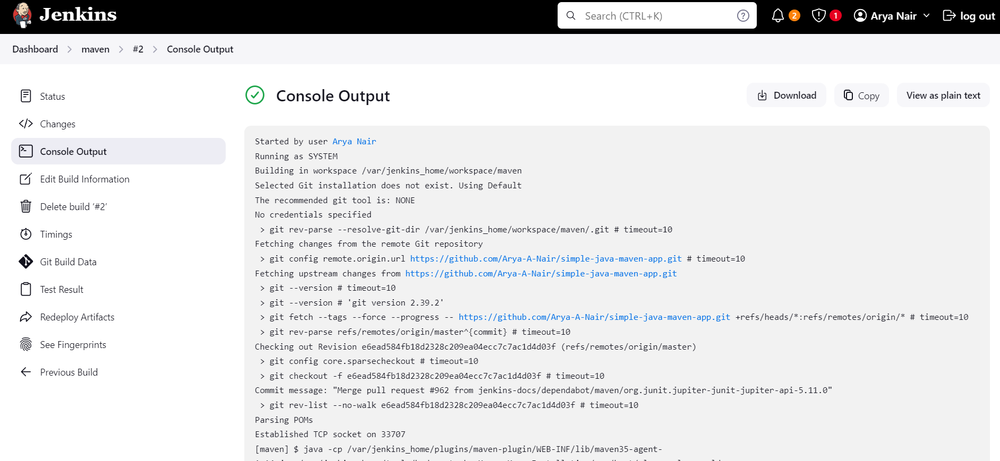 Jenkins
Search (CTRL+K)
2
1
Arya Nair
log out
Dashboard
maven
#2
Console Output
Status
Changes
Console Output
Edit Build Information
Delete build ‘#2’
Timings
Git Build Data
Test Result
Redeploy Artifacts
See Fingerprints
Previous Build
Console Output
Download
Copy
View as plain text
Started by user Arya Nair
Running as SYSTEM
Building in workspace /var/jenkins_home/workspace/maven
Selected Git installation does not exist. Using Default
The recommended git tool is: NONE
No credentials specified
> git rev-parse --resolve-git-dir /var/jenkins_home/workspace/maven/.git # timeout=10
Fetching changes from the remote Git repository
> git config remote.origin.url https://github.com/Arya-A-Nair/simple-java-maven-app.git # timeout=10
Fetching upstream changes from https://github.com/Arya-A-Nair/simple-java-maven-app.git
> git --version # timeout=10
> git --version # 'git version 2.39.2'
> git fetch --tags --force --progress -- https://github.com/Arya-A-Nair/simple-java-maven-app.git +refs/heads/*:refs/remotes/origin/* # timeout=10
> git rev-parse refs/remotes/origin/master^{commit} # timeout=10
Checking out Revision e6ead584fb18d2328c209ea04ecc7c7ac1d4d03f (refs/remotes/origin/master)
> git config core.sparsecheckout # timeout=10
> git checkout -f e6ead584fb18d2328c209ea04ecc7c7ac1d4d03f # timeout=10
Commit message: "Merge pull request #962 from jenkins-docs/dependabot/maven/org.junit.jupiter-junit-jupiter-api-5.11.0"
> git rev-list --no-walk e6ead584fb18d2328c209ea04ecc7c7ac1d4d03f # timeout=10
Parsing POMs
Established TCP socket on 33707
[maven] $ java -cp /var/jenkins_home/plugins/maven-plugin/WEB-INF/lib/maven35-agent-